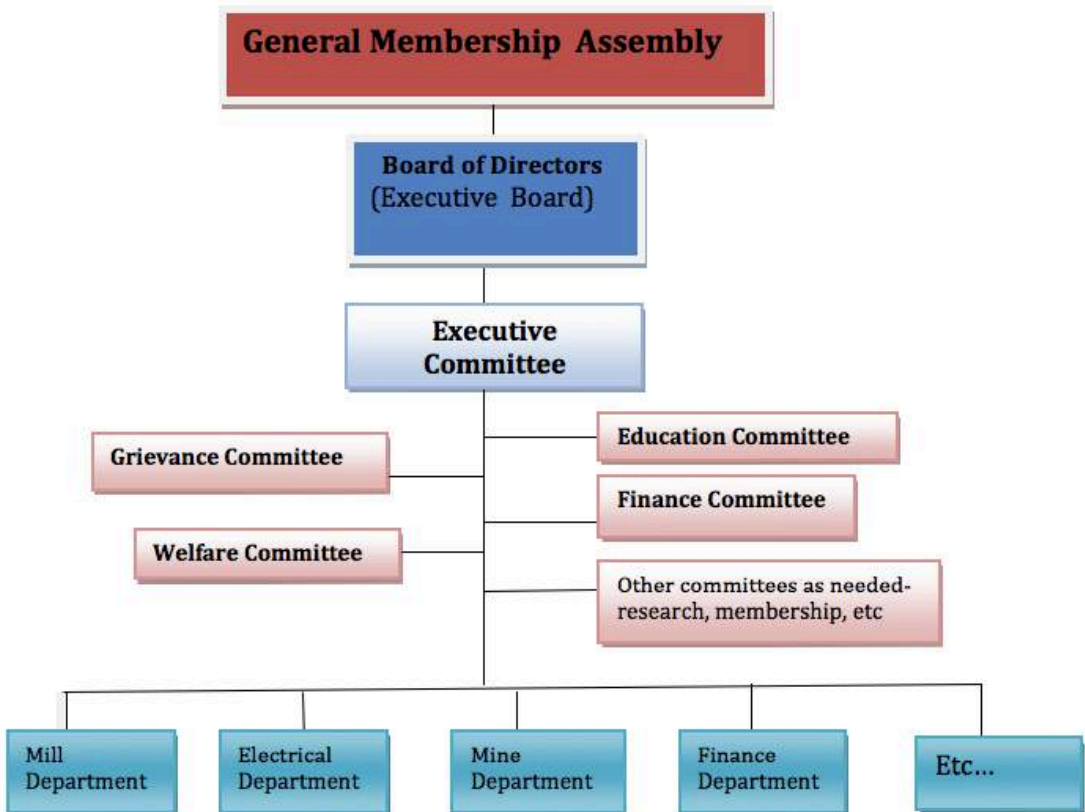 General Membership Assembly
Board of Directors
(Executive Board)
Executive
Committee
Grievance Committee
Education Committee
Finance Committee
Welfare Committee
Other committees as needed-
research, membership, etc
Mill
Department
Electrical
Department
Mine
Department
Finance
Department
Etc...